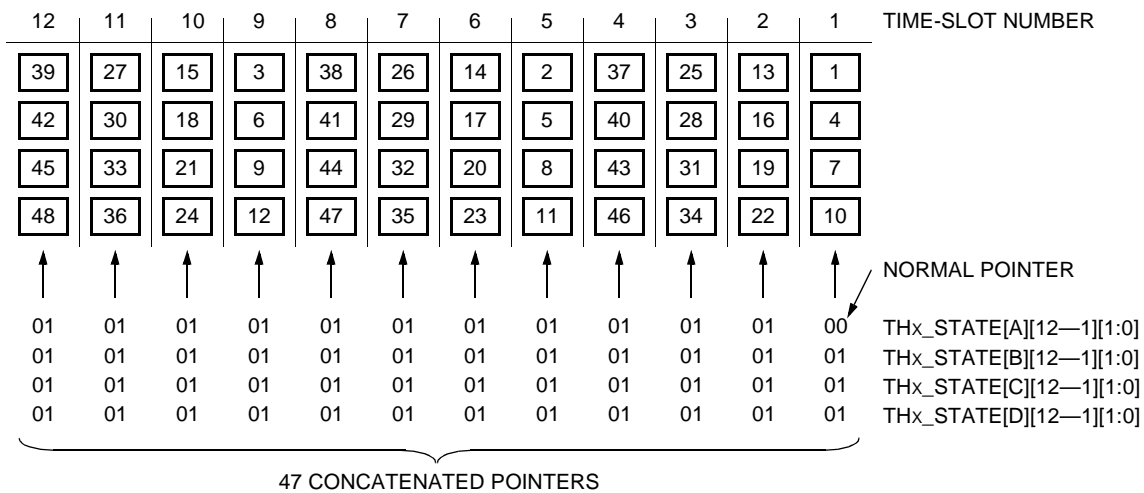 12 11 10 9 8 7 6 5 4 3 2 1 TIME-SLOT NUMBER
39 27 15 3 38 26 14 2 37 25 13 1
42 30 18 6 41 29 17 5 40 28 16 4
45 33 21 9 44 32 20 8 43 31 19 7
48 36 24 12 47 35 23 11 46 34 22 10
NORMAL POINTER
01 01 01 01 01 01 01 01 01 01 01 00 THX_STATE[A][12—1][1:0]
01 01 01 01 01 01 01 01 01 01 01 01 THX_STATE[B][12—1][1:0]
01 01 01 01 01 01 01 01 01 01 01 01 THX_STATE[C][12—1][1:0]
01 01 01 01 01 01 01 01 01 01 01 01 THX_STATE[D][12—1][1:0]
47 CONCATENATED POINTERS